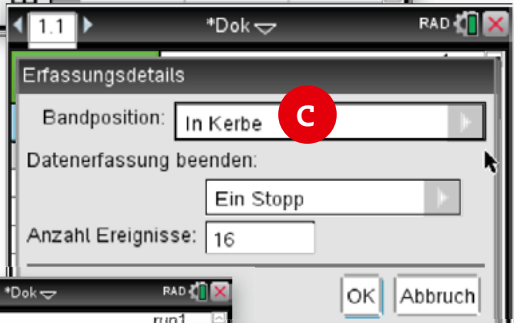 1.1 *Dok RAD
Erfassungsdetails
Bandposition: In Kerbe C
Datenerfassung beenden:
Ein Stopp
Anzahl Ereignisse: 16
OK Abbruch
*Dok RAD
run1